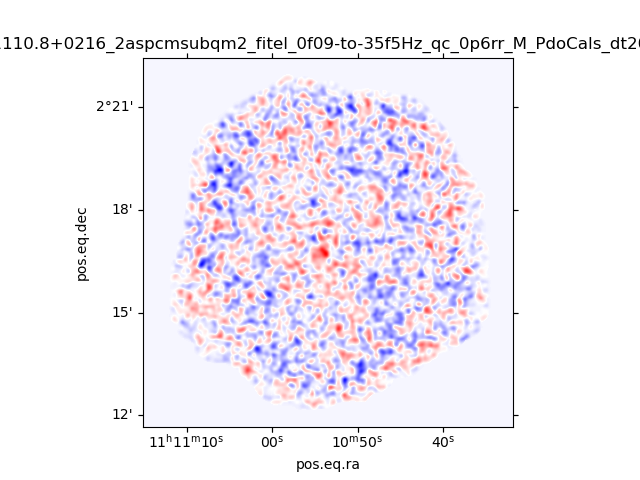 1110.8+0216_2aspcmsubqm2_fitel_0f09-to-35f5Hz_qc_0p6rr_M_PdoCals_dt20
2°21'
18'
15'
12'
pos.eq.dec
11ʰ11ᵐ10ˢ 00ˢ 10ᵐ50ˢ 40ˢ
pos.eq.ra